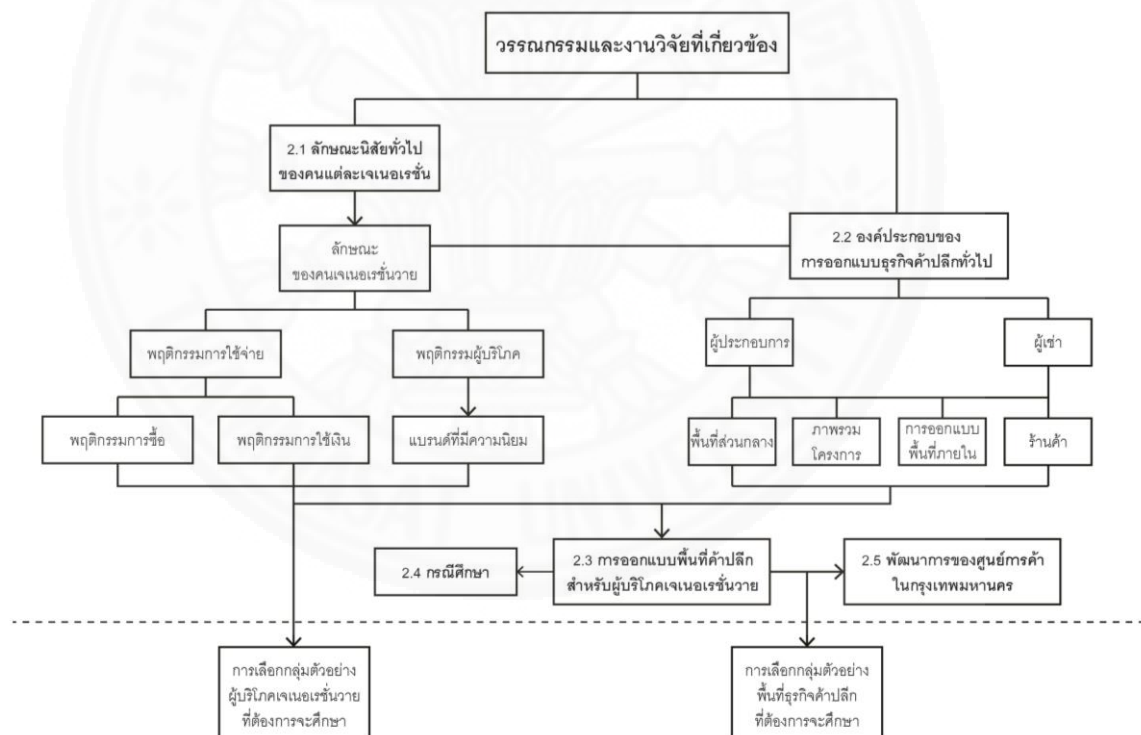 วรรณกรรมและงานวิจัยที่เกี่ยวข้อง
2.1 ลักษณะนิสัยทั่วไป
ของคนแต่ละเจเนอเรชั่น
ลักษณะ
ของคนเจเนอเรชั่นวาย
2.2 องค์ประกอบของ
การออกแบบธุรกิจค้าปลีกทั่วไป
พฤติกรรมการใช้จ่าย
พฤติกรรมผู้บริโภค
ผู้ประกอบการ
ผู้เช่า
พฤติกรรมการซื้อ
พฤติกรรมการใช้เงิน
แบรนด์ที่มีความนิยม
พื้นที่ส่วนกลาง
ภาพรวม
โครงการ
การออกแบบ
พื้นที่ภายใน
ร้านค้า
2.4 กรณีศึกษา
2.3 การออกแบบพื้นที่ค้าปลีก
สำหรับผู้บริโภคเจเนอเรชั่นวาย
2.5 พัฒนาการของศูนย์การค้า
ในกรุงเทพมหานคร
การเลือกกลุ่มตัวอย่าง
ผู้บริโภคเจเนอเรชั่นวาย
ที่ต้องการจะศึกษา
การเลือกกลุ่มตัวอย่าง
พื้นที่ธุรกิจค้าปลีก
ที่ต้องการจะศึกษา